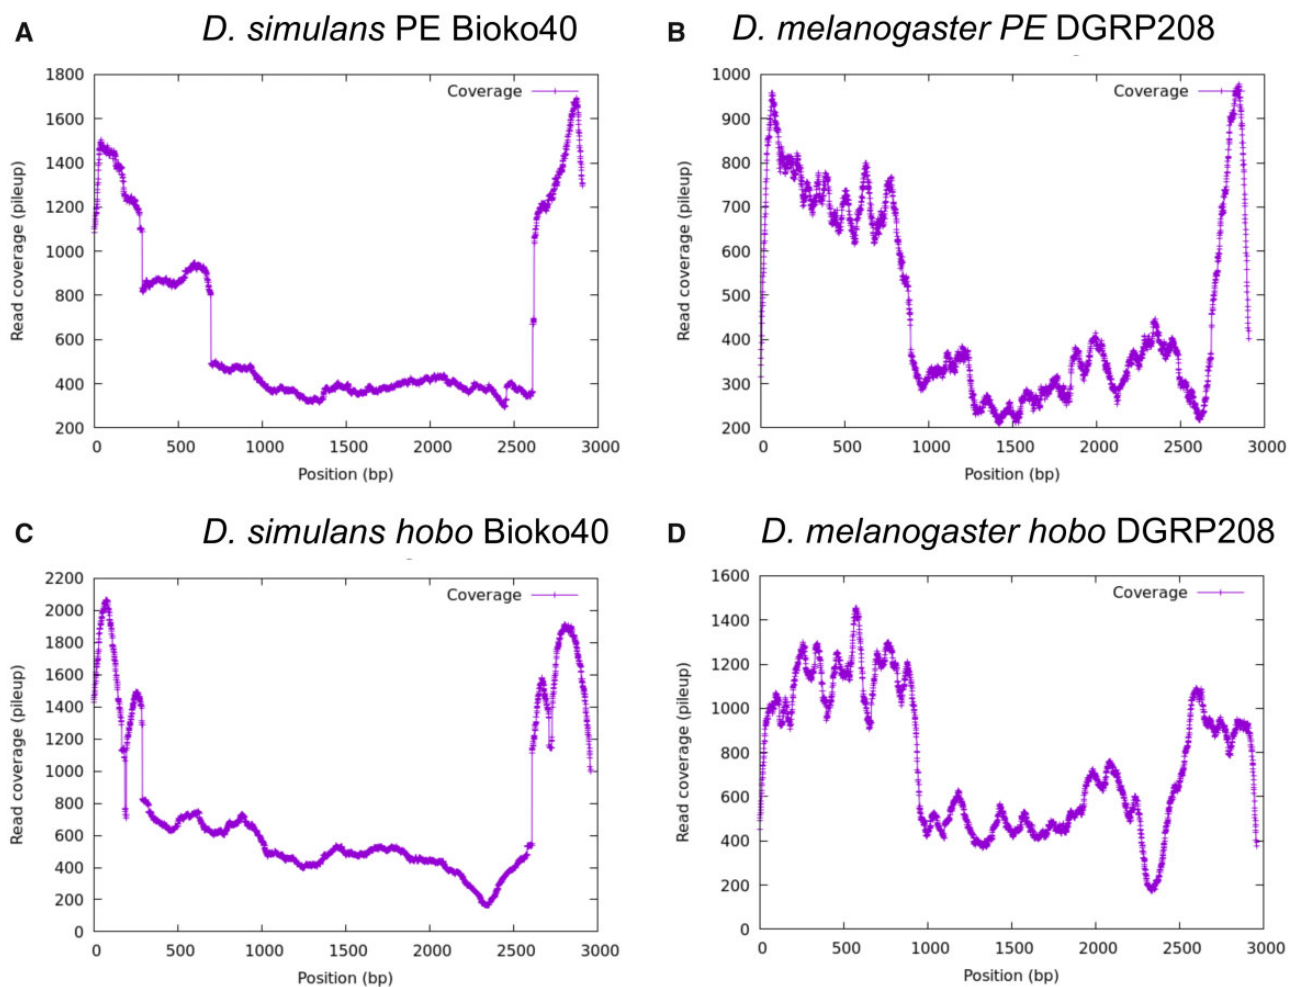 A
D. simulans PE Bioko40
1800
1600
1400
1200
1000
800
600
400
200
Read coverage (pileup)
Coverage
0 500 1000 1500 2000 2500 3000
Position (bp)
B
D. melanogaster PE DGRP208
1000
900
800
700
600
500
400
300
200
Read coverage (pileup)
Coverage
0 500 1000 1500 2000 2500 3000
Position (bp)
C
D. simulans hobo Bioko40
2200
2000
1800
1600
1400
1200
1000
800
600
400
200
0
Read coverage (pileup)
Coverage
0 500 1000 1500 2000 2500 3000
Position (bp)
D
D. melanogaster hobo DGRP208
1600
1400
1200
1000
800
600
400
200
0
Read coverage (pileup)
Coverage
0 500 1000 1500 2000 2500 3000
Position (bp)